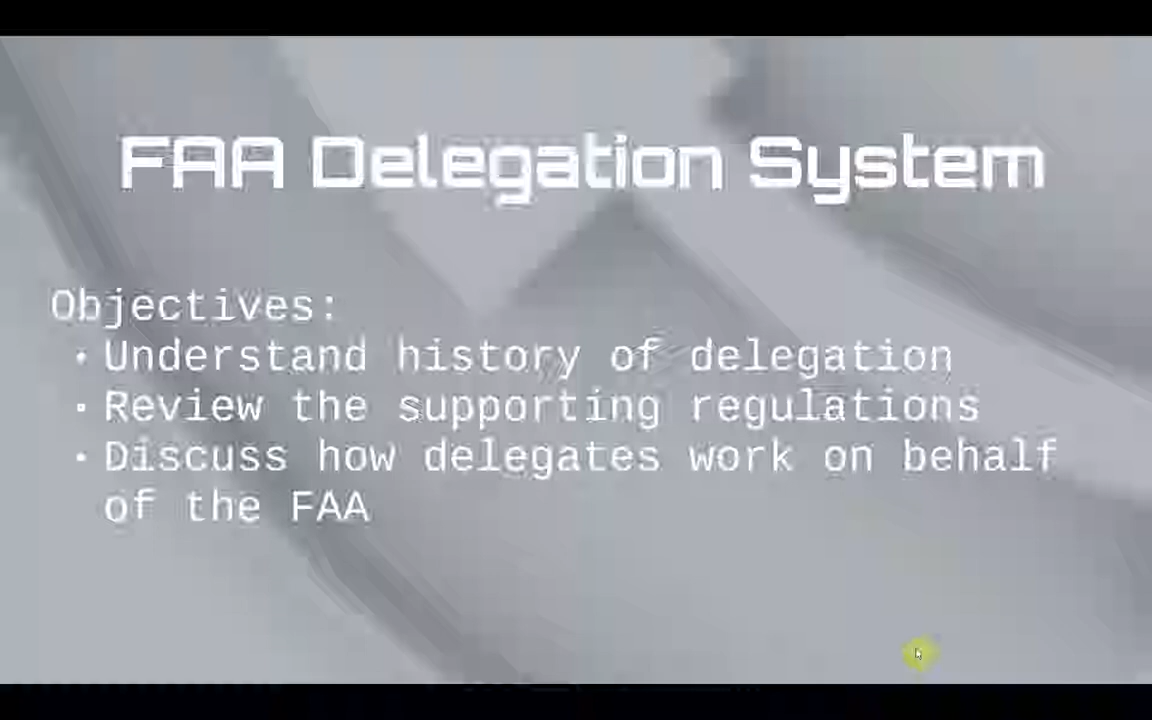 FAA Delegation System
Objectives:
• Understand history of delegation
• Review the supporting regulations
• Discuss how delegates work on behalf
of the FAA